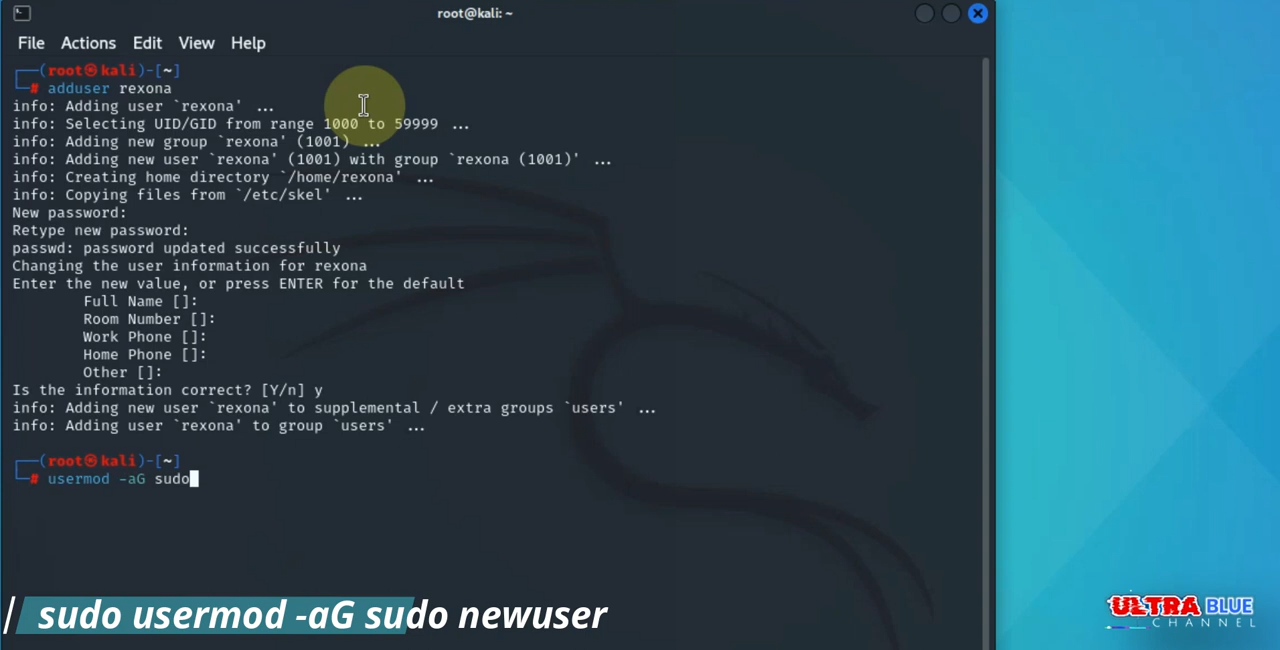 root@kali: ~
File Actions Edit View Help
┌──(root㉿kali)-[~]
└─# adduser rexona
info: Adding user `rexona' ...
info: Selecting UID/GID from range 1000 to 59999 ...
info: Adding new group `rexona' (1001) ...
info: Adding new user `rexona' (1001) with group `rexona (1001)' ...
info: Creating home directory `/home/rexona' ...
info: Copying files from `/etc/skel' ...
New password:
Retype new password:
passwd: password updated successfully
Changing the user information for rexona
Enter the new value, or press ENTER for the default
Full Name []:
Room Number []:
Work Phone []:
Home Phone []:
Other []:
Is the information correct? [Y/n] y
info: Adding new user `rexona' to supplemental / extra groups `users' ...
info: Adding user `rexona' to group `users' ...
┌──(root㉿kali)-[~]
└─# usermod -aG sudo
| sudo usermod -aG sudo newuser
ULTRA BLUE
CHANNEL